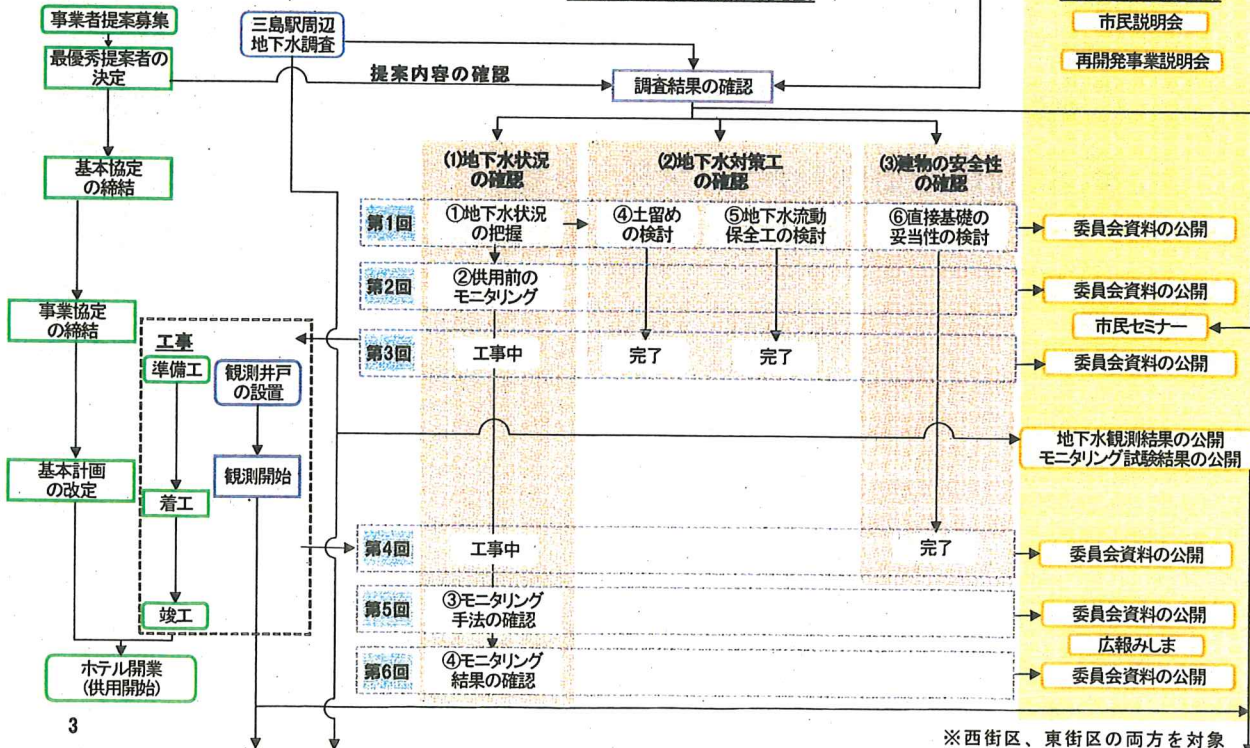 事業者提案募集
最優秀提案者の
決定
基本協定
の締結
事業協定
の締結
基本計画
の改定
ホテル開業
(供用開始)
工事
準備工
着工
竣工
観測井戸
の設置
観測開始
三島駅周辺
地下水調査
提案内容の確認
調査結果の確認
(1)地下水状況
の確認
(2)地下水対策工
の確認
(3)建物の安全性
の確認
第1回
①地下水状況
の把握
④土留め
の検討
⑤地下水流動
保全工の検討
⑥直接基礎の
妥当性の検討
第2回
②供用前の
モニタリング
第3回
工事中
完了
完了
第4回
工事中
完了
第5回
③モニタリング
手法の確認
第6回
④モニタリング
結果の確認
市民説明会
再開発事業説明会
委員会資料の公開
委員会資料の公開
市民セミナー
委員会資料の公開
地下水観測結果の公開
モニタリング試験結果の公開
委員会資料の公開
委員会資料の公開
広報みしま
委員会資料の公開
3
※西街区、東街区の両方を対象